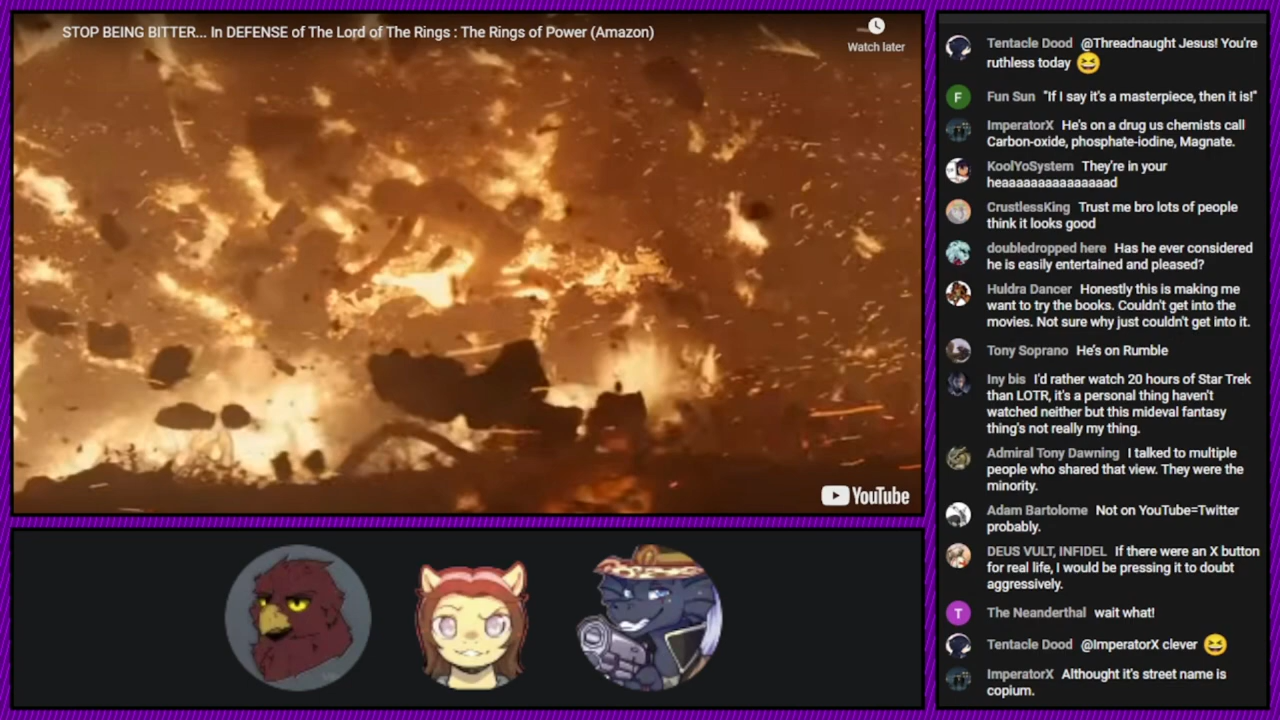 STOP BEING BITTER... In DEFENSE of The Lord of The Rings : The Rings of Power (Amazon)
Watch later
YouTube
Tentacle Dood @Threadnaught Jesus! You're
ruthless today
F
Fun Sun "If I say it's a masterpiece, then it is!"
ImperatorX He's on a drug us chemists call
Carbon-oxide, phosphate-iodine, Magnate.
KoolYoSystem They're in your
heaaaaaaaaaaaaaaad
CrustlessKing Trust me bro lots of people
think it looks good
doubledropped here Has he ever considered
he is easily entertained and pleased?
Huldra Dancer Honestly this is making me
want to try the books. Couldn't get into the
movies. Not sure why just couldn't get into it.
Tony Soprano He's on Rumble
Iny bis I'd rather watch 20 hours of Star Trek
than LOTR, it's a personal thing haven't
watched neither but this mideval fantasy
thing's not really my thing.
Admiral Tony Dawning I talked to multiple
people who shared that view. They were the
minority.
Adam Bartolome Not on YouTube=Twitter
probably.
DEUS VULT, INFIDEL If there were an X button
for real life, I would be pressing it to doubt
aggressively.
T
The Neanderthal wait what!
Tentacle Dood @ImperatorX clever
ImperatorX Althought it's street name is
copium.